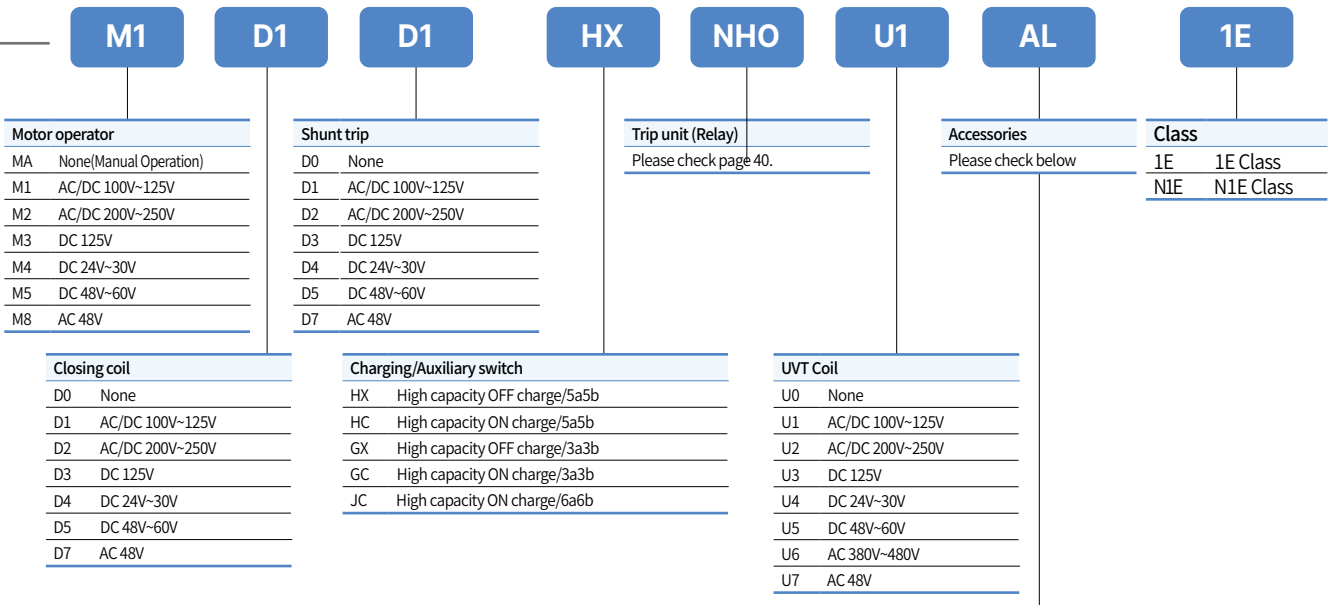 M1 D1 D1 HX NHO U1 AL 1E
Motor operator
MA None(Manual Operation)
M1 AC/DC 100V~125V
M2 AC/DC 200V~250V
M3 DC 125V
M4 DC 24V~30V
M5 DC 48V~60V
M8 AC 48V
Shunt trip
D0 None
D1 AC/DC 100V~125V
D2 AC/DC 200V~250V
D3 DC 125V
D4 DC 24V~30V
D5 DC 48V~60V
D7 AC 48V
Trip unit (Relay)
Please check page 40.
Accessories
Please check below
Class
1E 1E Class
N1E N1E Class
Closing coil
D0 None
D1 AC/DC 100V~125V
D2 AC/DC 200V~250V
D3 DC 125V
D4 DC 24V~30V
D5 DC 48V~60V
D7 AC 48V
Charging/Auxiliary switch
HX High capacity OFF charge/5a5b
HC High capacity ON charge/5a5b
GX High capacity OFF charge/3a3b
GC High capacity ON charge/3a3b
JC High capacity ON charge/6a6b
UVT Coil
U0 None
U1 AC/DC 100V~125V
U2 AC/DC 200V~250V
U3 DC 125V
U4 DC 24V~30V
U5 DC 48V~60V
U6 AC 380V~480V
U7 AC 48V